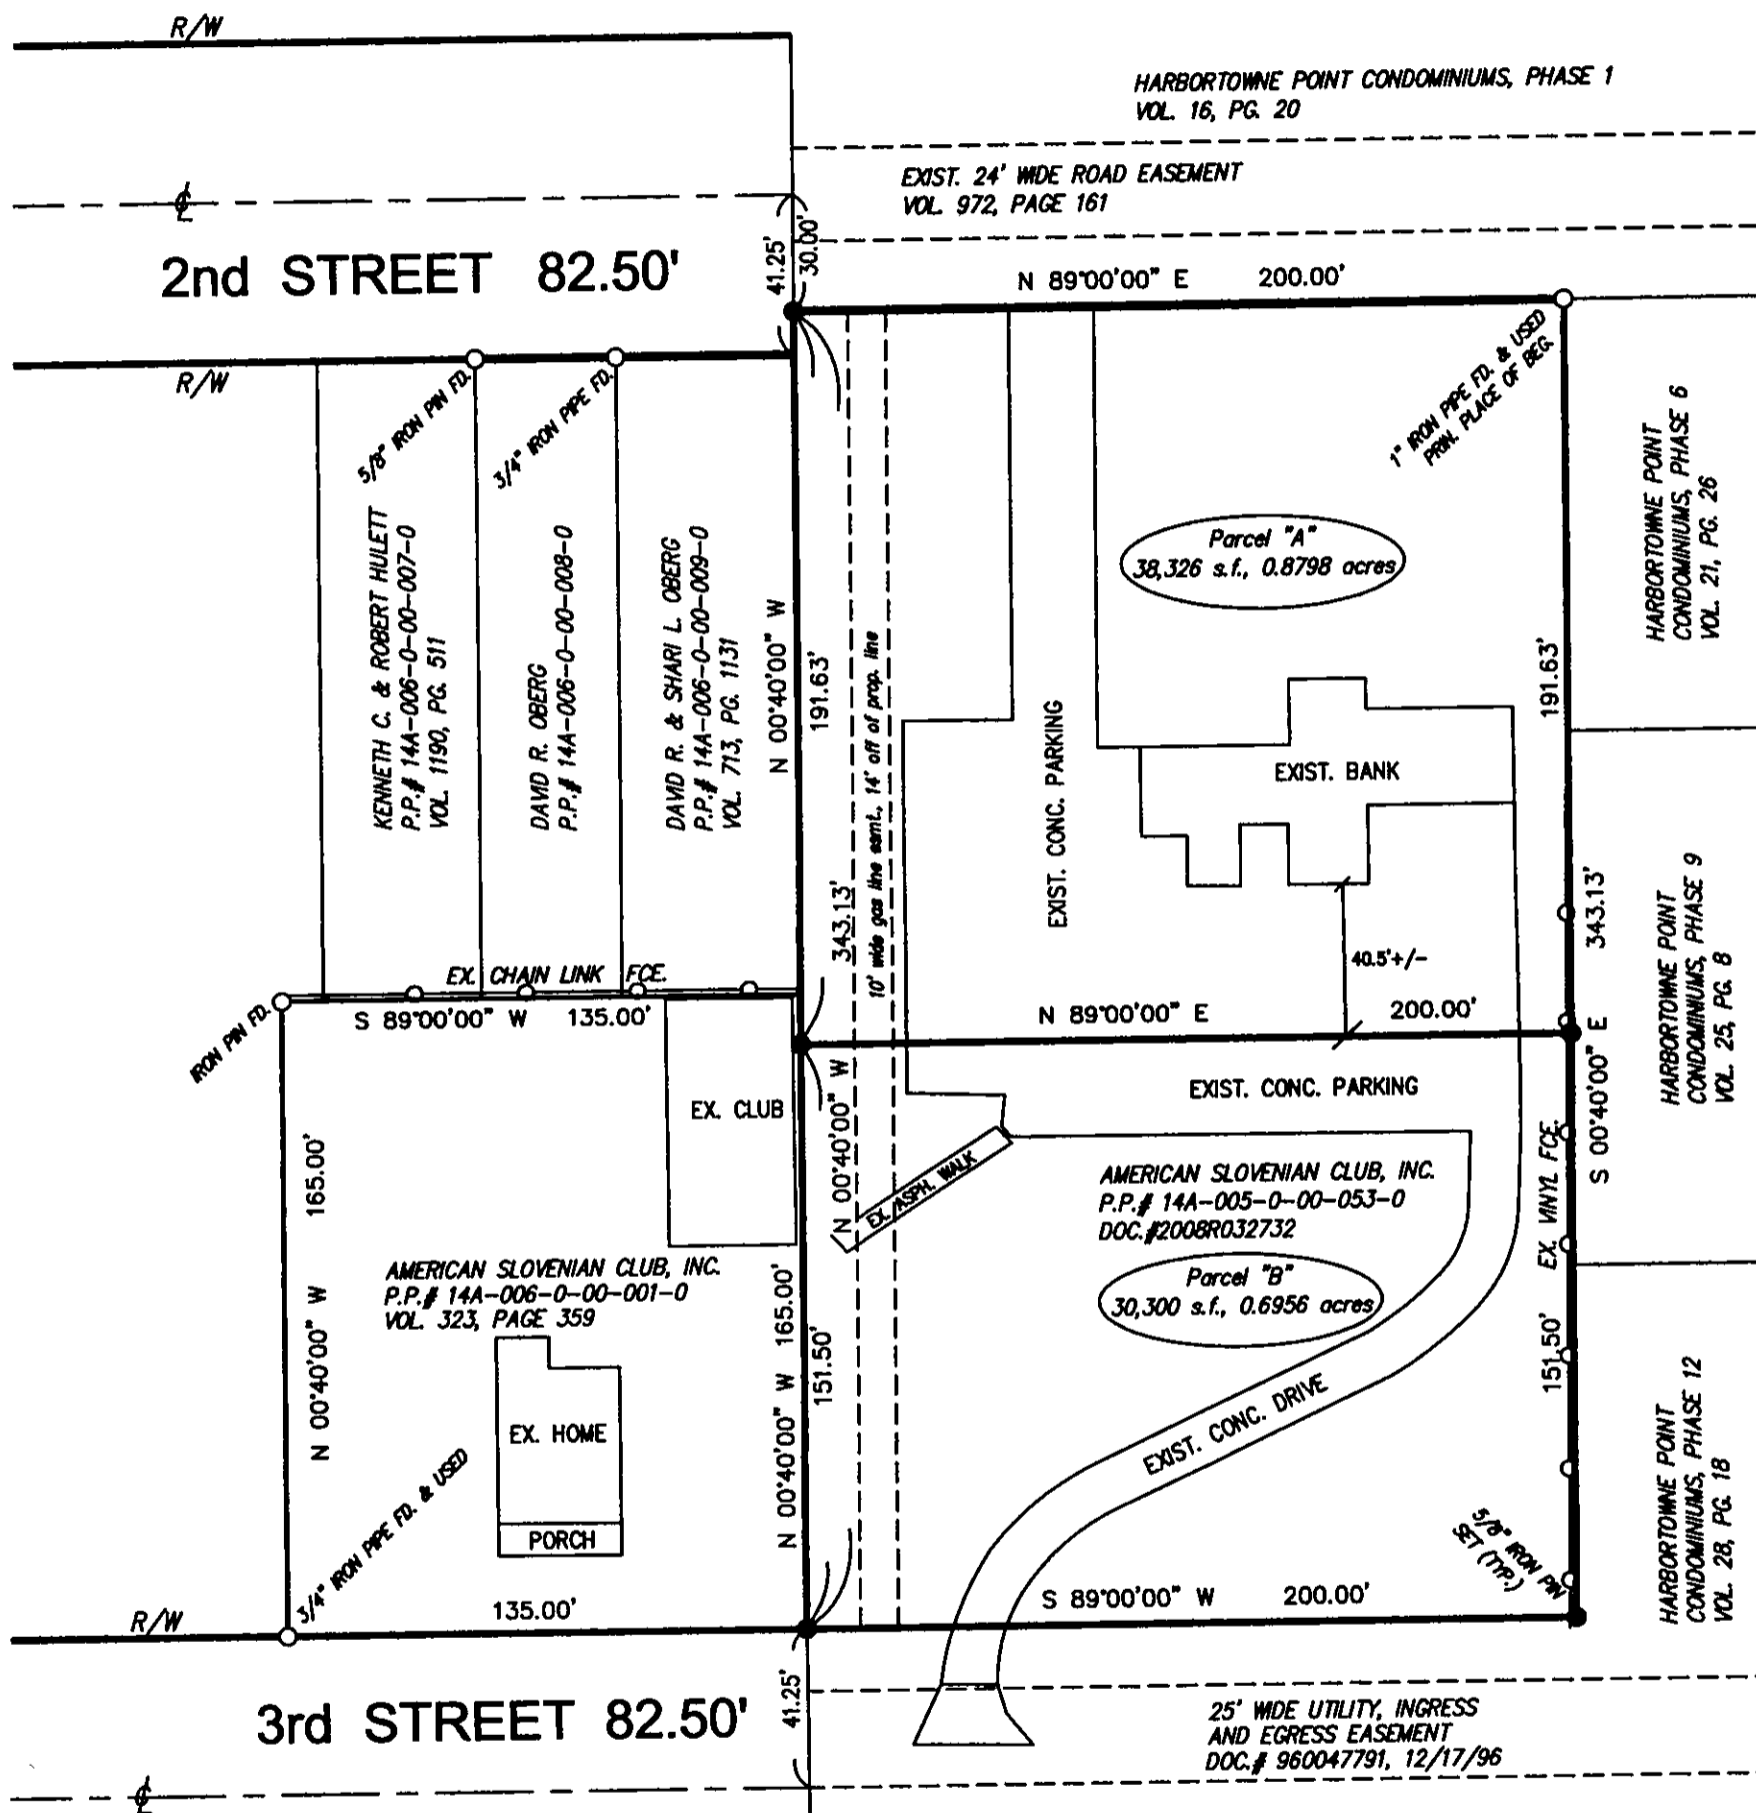 R/W
HARBORTOWNE POINT CONDOMINIUMS, PHASE 1
VOL. 16, PG. 20
EXIST. 24' WIDE ROAD EASEMENT
VOL. 972, PAGE 161
℄
2nd STREET 82.50'
41.25'
30.00'
N 89°00'00" E 200.00'
R/W
5/8" IRON PIN FD.
3/4" IRON PIPE FD.
1" IRON PIPE FD. & USED
PRIN. PLACE OF BEG.
KENNETH C. & ROBERT HULETT
P.P.# 14A-006-0-00-007-0
VOL. 1190, PG. 511
DAVID R. OBERG
P.P.# 14A-006-0-00-008-0
DAVID R. & SHARI L. OBERG
P.P.# 14A-006-0-00-009-0
VOL. 713, PG. 1131
N 00°40'00" W
191.63'
343.13'
10' wide gas line esmt., 14' off of prop. line
Parcel "A"
38,326 s.f., 0.8798 acres
EXIST. CONC. PARKING
EXIST. BANK
40.5'+/-
191.63'
343.13'
HARBORTOWNE POINT
CONDOMINIUMS, PHASE 6
VOL. 21, PG. 26
HARBORTOWNE POINT
CONDOMINIUMS, PHASE 9
VOL. 25, PG. 8
EX. CHAIN LINK FCE.
S 89°00'00" W 135.00'
IRON PIN FD.
N 89°00'00" E 200.00'
S 00°40'00" E
EX. CLUB
N 00°40'00" W
EXIST. CONC. PARKING
EX. ASPH. WALK
AMERICAN SLOVENIAN CLUB, INC.
P.P.# 14A-005-0-00-053-0
DOC.#2008R032732
Parcel "B"
30,300 s.f., 0.6956 acres
EX. VINYL FCE.
151.50'
N 00°40'00" W 165.00'
AMERICAN SLOVENIAN CLUB, INC.
P.P.# 14A-006-0-00-001-0
VOL. 323, PAGE 359
EX. HOME
PORCH
3/4" IRON PIPE FD. & USED
N 00°40'00" W 165.00'
151.50'
EXIST. CONC. DRIVE
5/8" IRON PIN
SET (TYP.)
HARBORTOWNE POINT
CONDOMINIUMS, PHASE 12
VOL. 28, PG. 18
R/W
135.00'
S 89°00'00" W 200.00'
3rd STREET 82.50'
41.25'
25' WIDE UTILITY, INGRESS
AND EGRESS EASEMENT
DOC.# 960047791, 12/17/96
℄